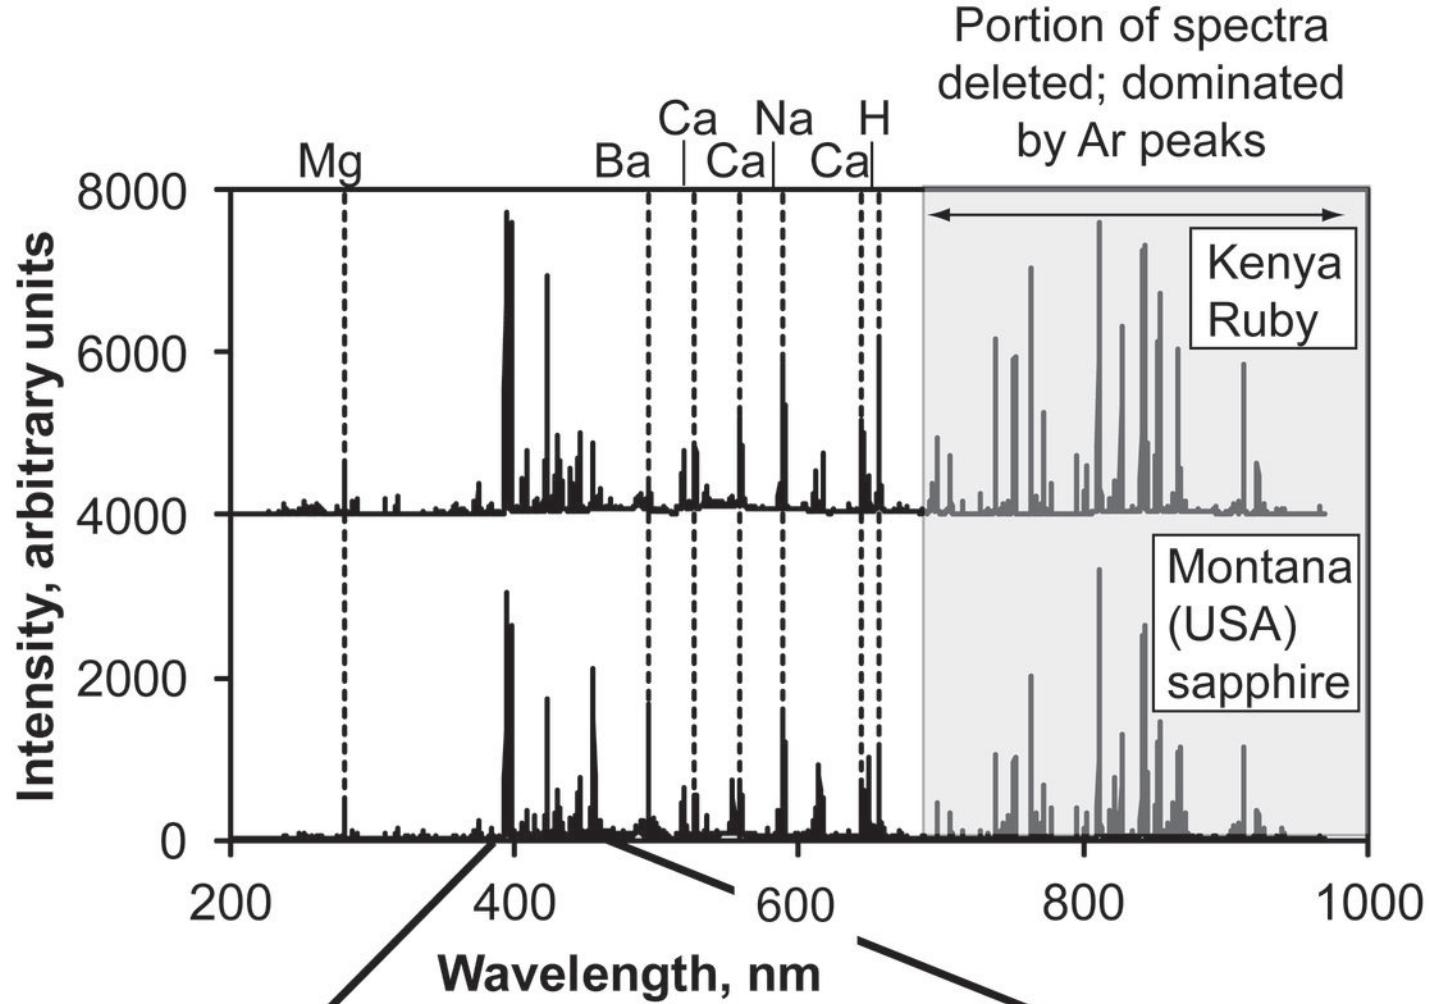 Portion of spectra
deleted; dominated
by Ar peaks
Ca Na H
Mg Ba Ca Ca
8000
6000
4000
2000
0
Intensity, arbitrary units
Kenya
Ruby
Montana
(USA)
sapphire
200 400 600 800 1000
Wavelength, nm